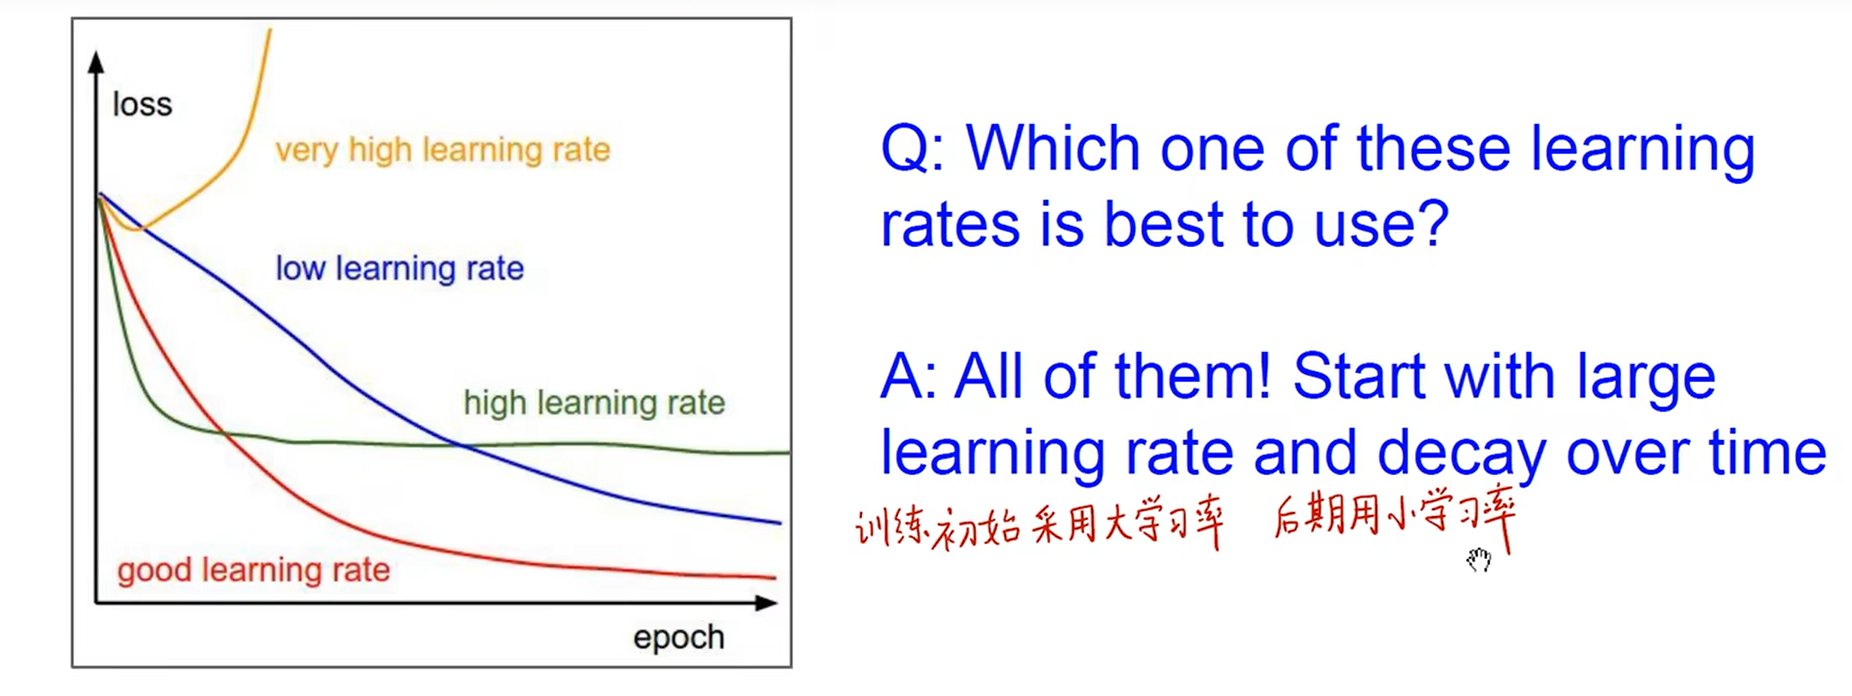 loss
very high learning rate
low learning rate
high learning rate
good learning rate
epoch
Q: Which one of these learning
rates is best to use?
A: All of them! Start with large
learning rate and decay over time
训练初始采用大学习率 后期用小学习率